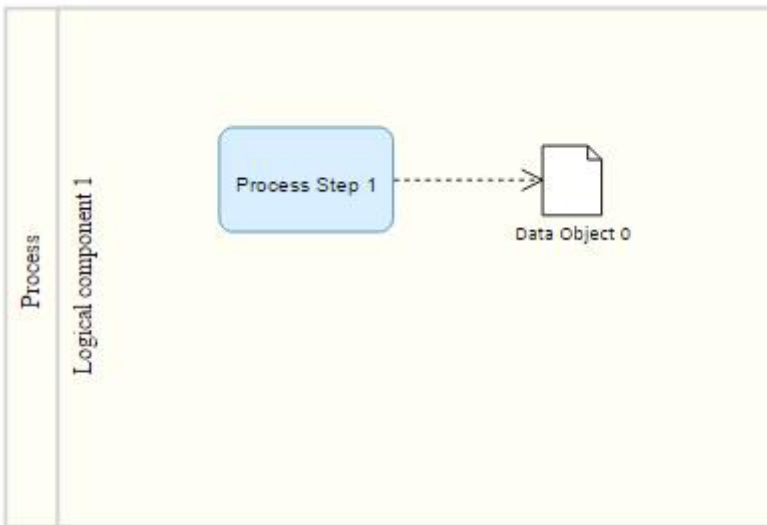 Process
Logical component 1
Process Step 1
Data Object 0